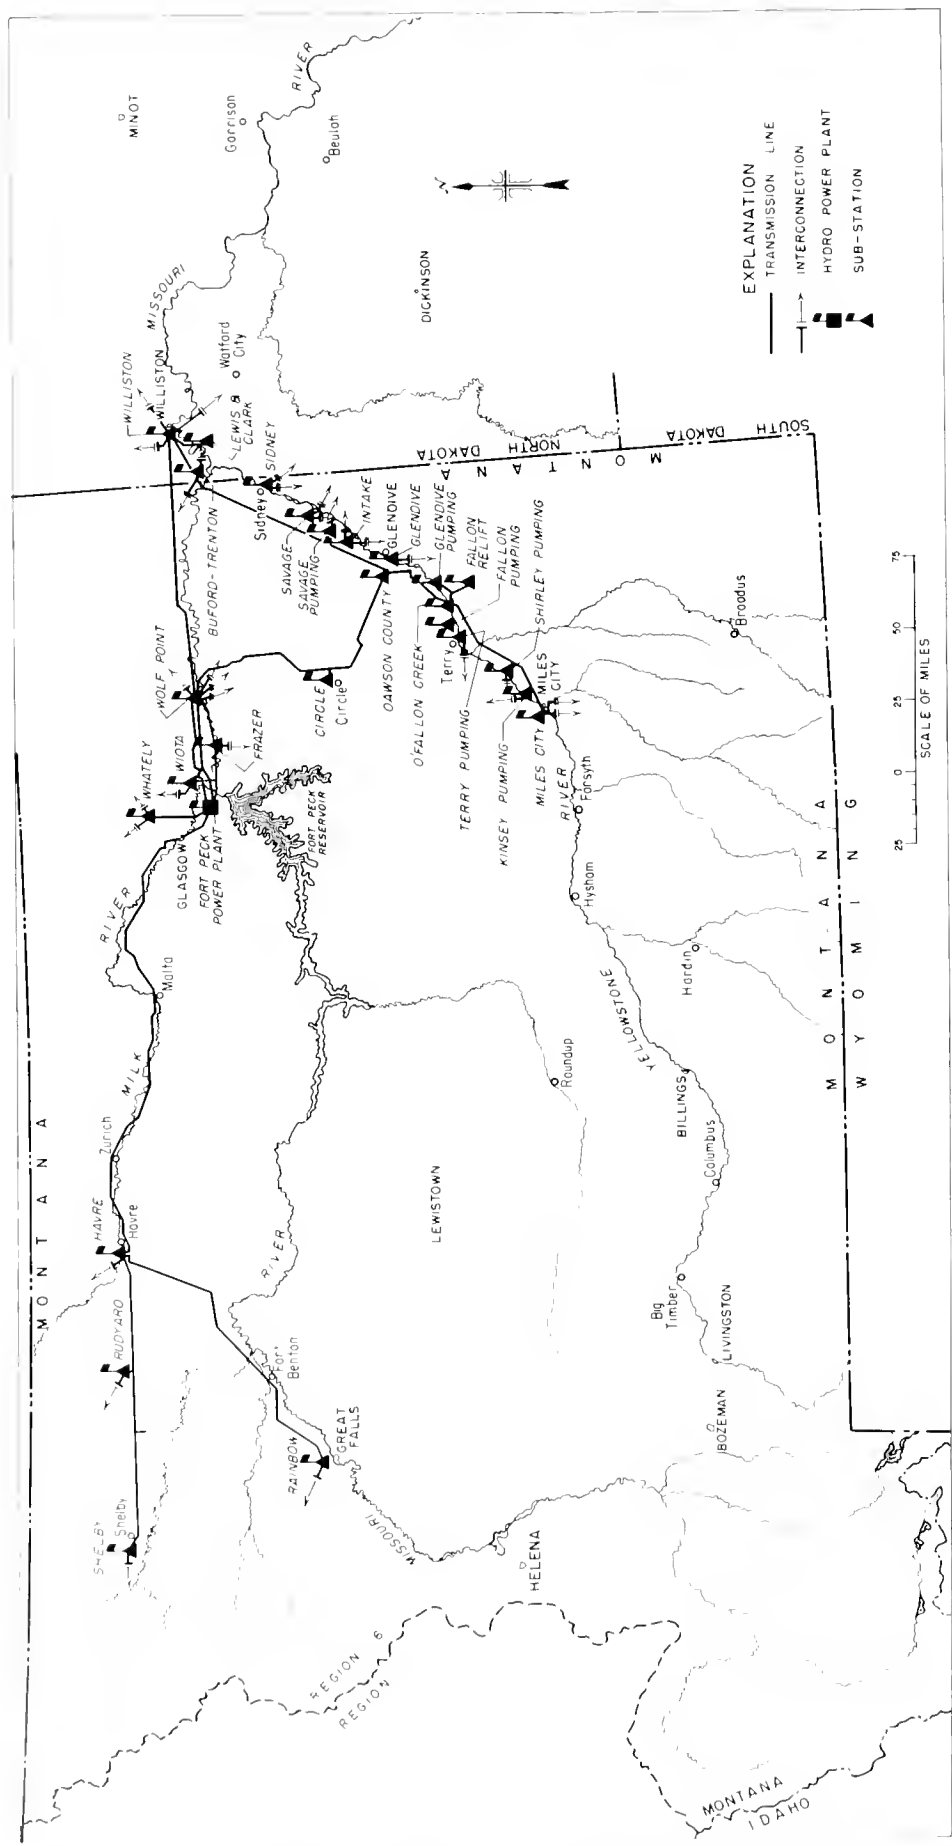 MONTANA
SHELBY
Shelby
RUDYARD
HAVRE
Havre
Zurich
MILK
RIVER
Malta
GLASGOW
FORT PECK
POWER PLANT
WHATELY
WIOTA
WOLF POINT
FRAZER
FORT PECK
RESERVOIR
BUFORD-TRENTON
WILLISTON
WILLISTON
MISSOURI
RIVER
MINOT
Garrison
Beulah
Watford
City
LEWIS &
CLARK
SIDNEY
Sidney
SAVAGE
SAVAGE
PUMPING
INTAKE
GLENDIVE
GLENDIVE
GLENDIVE
PUMPING
DAWSON COUNTY
CIRCLE
Circle
FALLON
RELIFT
FALLON
PUMPING
O'FALLON CREEK
Terry
TERRY PUMPING
SHIRLEY PUMPING
KINSEY PUMPING
MILES CITY
MILES
CITY
RIVER
Forsyth
Hysham
YELLOWSTONE
Hardin
Broadus
BILLINGS
Columbus
Roundup
LEWISTOWN
Big
Timber
LIVINGSTON
BOZEMAN
HELENA
MISSOURI
RIVER
Fort
Benton
RAINBOW
GREAT
FALLS
REGION 6
REGION
MONTANA
IDAHO
MONTANA
WYOMING
MONTANA
NORTH
DAKOTA
SOUTH
DAKOTA
DICKINSON
N
EXPLANATION
TRANSMISSION LINE
INTERCONNECTION
HYDRO POWER PLANT
SUB-STATION
25 0 25 50 75
SCALE OF MILES